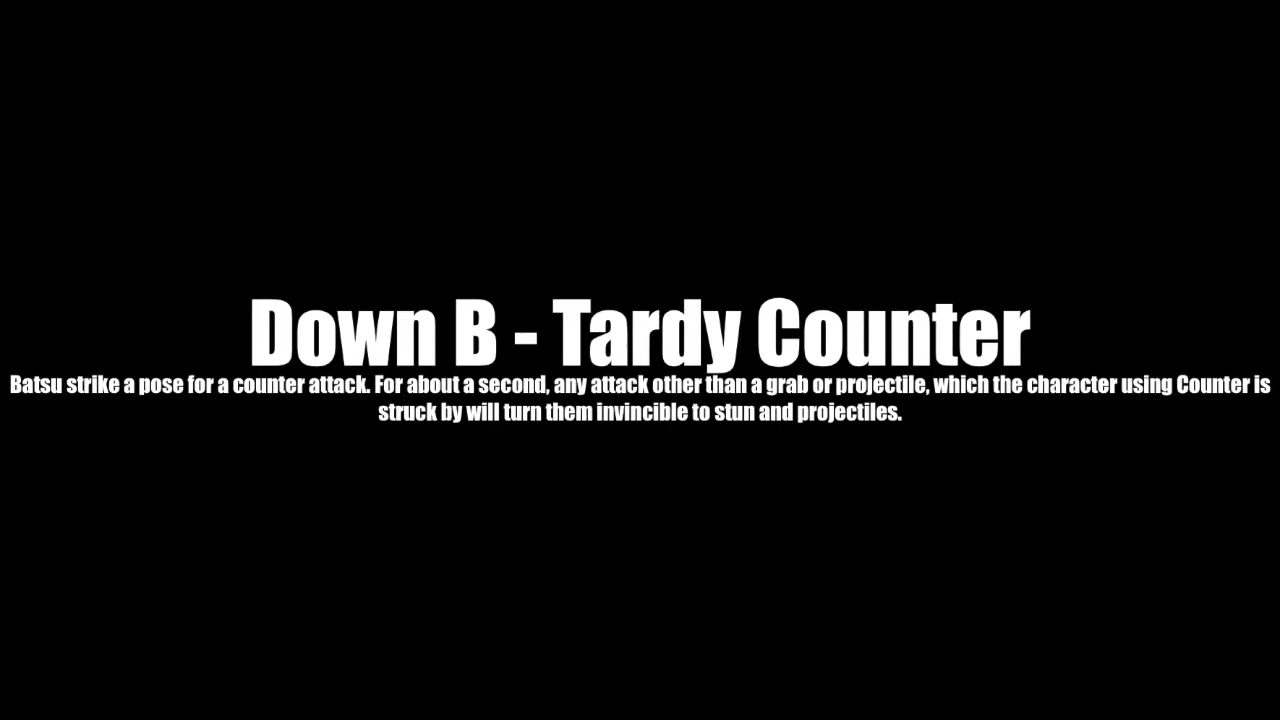 Down B - Tardy Counter
Batsu strike a pose for a counter attack. For about a second, any attack other than a grab or projectile, which the character using Counter is
struck by will turn them invincible to stun and projectiles.